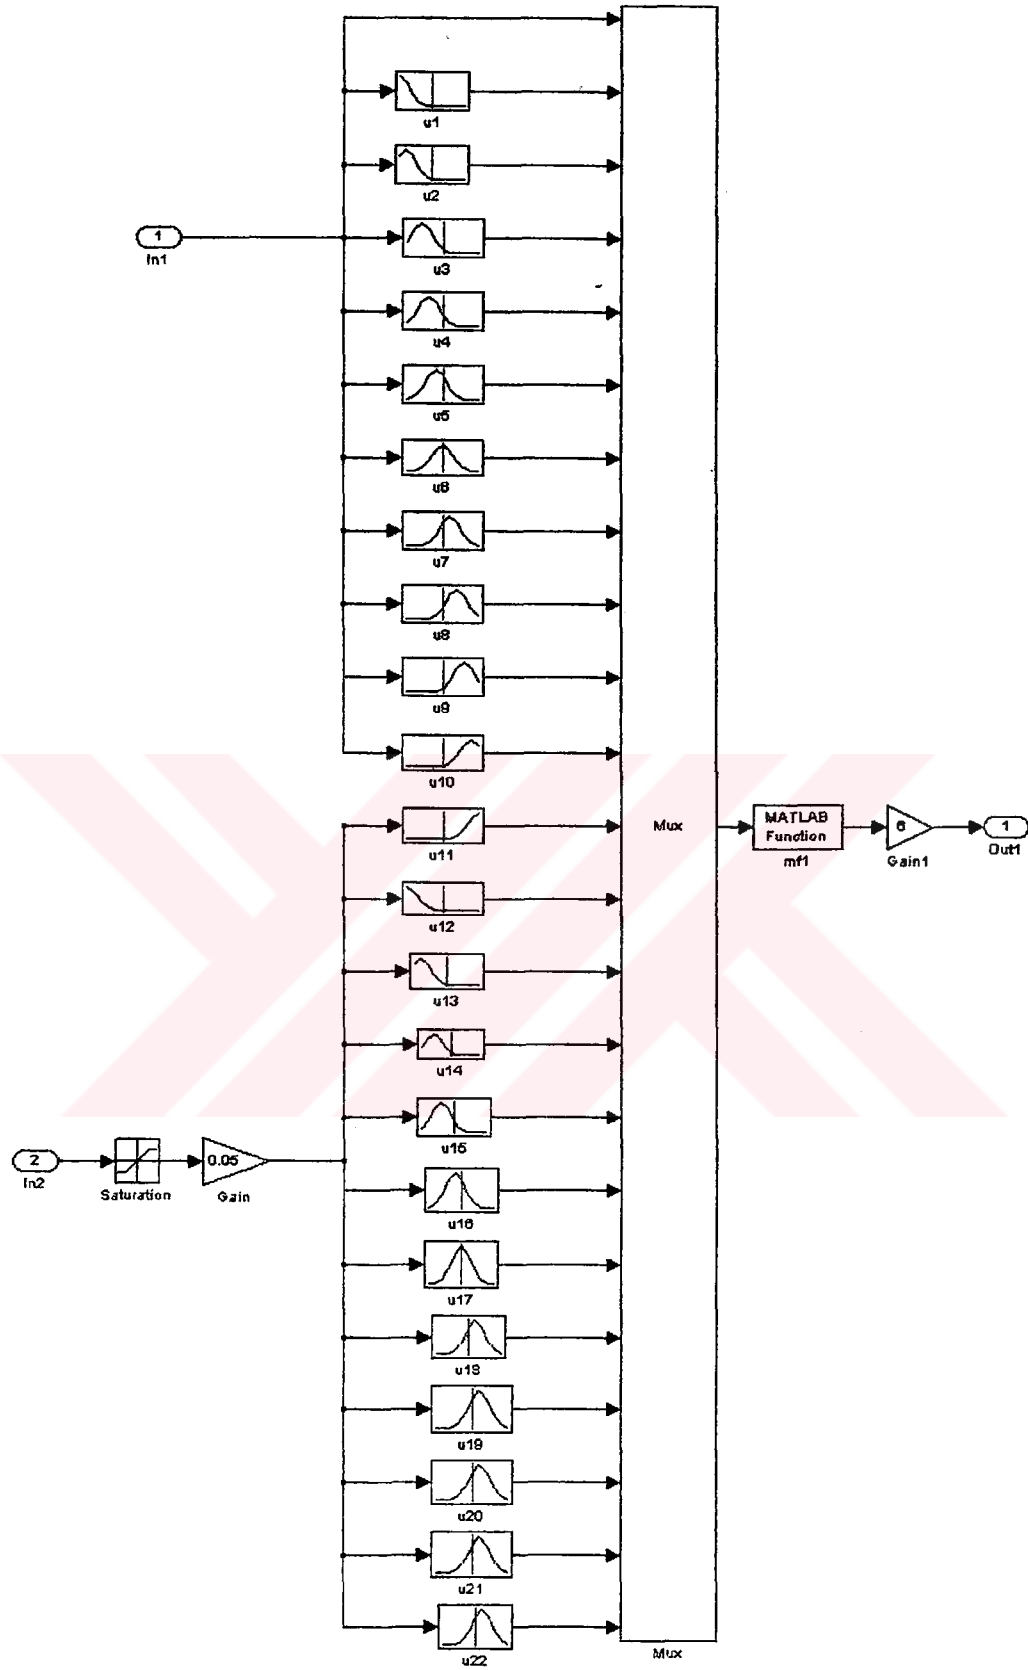 u1
u2
1
In1
u3
u4
u5
u6
u7
u8
u9
u10
u11
Mux
MATLAB
Function
mf1
6
Gain1
1
Out1
u12
u13
u14
u15
2
In2
Saturation
0.05
Gain
u16
u17
u18
u19
u20
u21
u22
Mux